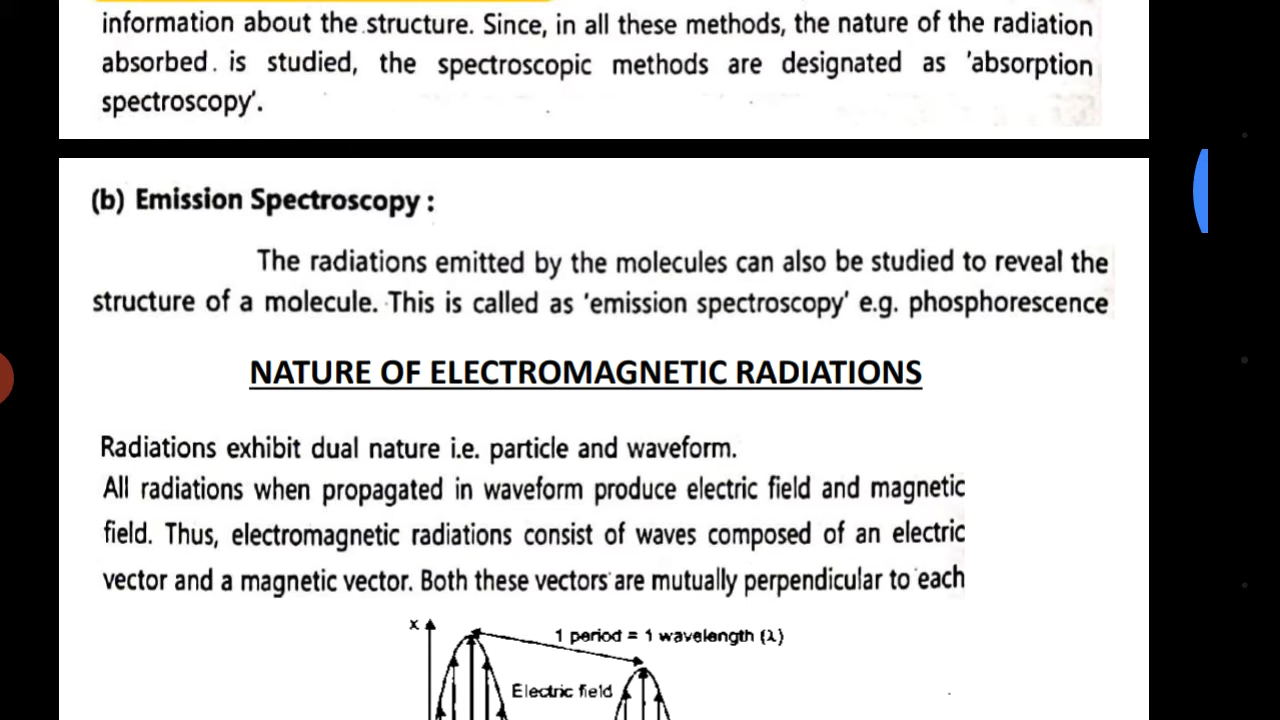 information about the structure. Since, in all these methods, the nature of the radiation
absorbed. is studied, the spectroscopic methods are designated as 'absorption
spectroscopy'.
(b) Emission Spectroscopy :
The radiations emitted by the molecules can also be studied to reveal the
structure of a molecule. This is called as 'emission spectroscopy' e.g. phosphorescence
NATURE OF ELECTROMAGNETIC RADIATIONS
Radiations exhibit dual nature i.e. particle and waveform.
All radiations when propagated in waveform produce electric field and magnetic
field. Thus, electromagnetic radiations consist of waves composed of an electric
vector and a magnetic vector. Both these vectors are mutually perpendicular to each
x
1 period = 1 wavelength (λ)
Electric field